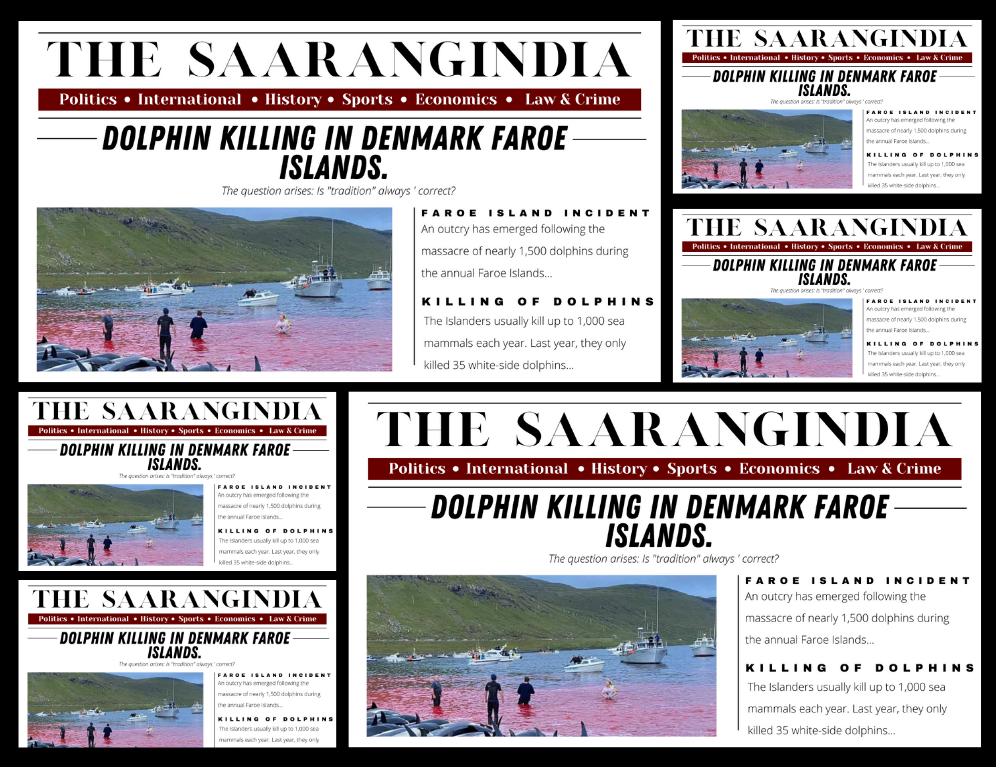 THE SAARANGINDIA
Politics • International • History • Sports • Economics • Law & Crime
DOLPHIN KILLING IN DENMARK FAROE
ISLANDS.
The question arises: Is "tradition" always ' correct?
FAROE ISLAND INCIDENT
An outcry has emerged following the
massacre of nearly 1,500 dolphins during
the annual Faroe Islands...
KILLING OF DOLPHINS
The Islanders usually kill up to 1,000 sea
mammals each year. Last year, they only
killed 35 white-side dolphins...
THE SAARANGINDIA
Politics • International • History • Sports • Economics • Law & Crime
DOLPHIN KILLING IN DENMARK FAROE
ISLANDS.
The question arises: Is "tradition" always ' correct?
FAROE ISLAND INCIDENT
An outcry has emerged following the
massacre of nearly 1,500 dolphins during
the annual Faroe Islands...
KILLING OF DOLPHINS
The Islanders usually kill up to 1,000 sea
mammals each year. Last year, they only
killed 35 white-side dolphins...
THE SAARANGINDIA
Politics • International • History • Sports • Economics • Law & Crime
DOLPHIN KILLING IN DENMARK FAROE
ISLANDS.
The question arises: Is "tradition" always ' correct?
FAROE ISLAND INCIDENT
An outcry has emerged following the
massacre of nearly 1,500 dolphins during
the annual Faroe Islands...
KILLING OF DOLPHINS
The Islanders usually kill up to 1,000 sea
mammals each year. Last year, they only
killed 35 white-side dolphins...
THE SAARANGINDIA
Politics • International • History • Sports • Economics • Law & Crime
DOLPHIN KILLING IN DENMARK FAROE
ISLANDS.
The question arises: Is "tradition" always ' correct?
FAROE ISLAND INCIDENT
An outcry has emerged following the
massacre of nearly 1,500 dolphins during
the annual Faroe Islands...
KILLING OF DOLPHINS
The Islanders usually kill up to 1,000 sea
mammals each year. Last year, they only
killed 35 white-side dolphins...
THE SAARANGINDIA
Politics • International • History • Sports • Economics • Law & Crime
DOLPHIN KILLING IN DENMARK FAROE
ISLANDS.
The question arises: Is "tradition" always ' correct?
FAROE ISLAND INCIDENT
An outcry has emerged following the
massacre of nearly 1,500 dolphins during
the annual Faroe Islands...
KILLING OF DOLPHINS
The Islanders usually kill up to 1,000 sea
mammals each year. Last year, they only
THE SAARANGINDIA
Politics • International • History • Sports • Economics • Law & Crime
DOLPHIN KILLING IN DENMARK FAROE
ISLANDS.
The question arises: Is "tradition" always ' correct?
FAROE ISLAND INCIDENT
An outcry has emerged following the
massacre of nearly 1,500 dolphins during
the annual Faroe Islands...
KILLING OF DOLPHINS
The Islanders usually kill up to 1,000 sea
mammals each year. Last year, they only
killed 35 white-side dolphins...